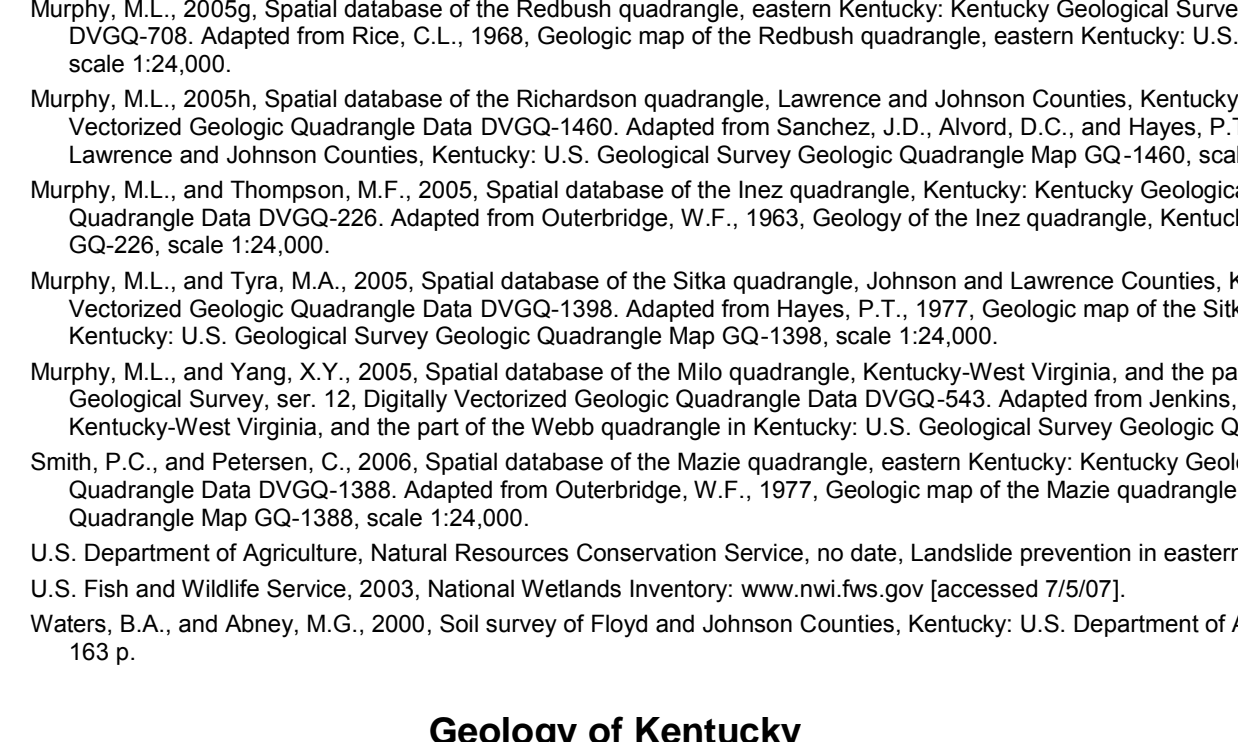 Murphy, M.L., 2005g, Spatial database of the Redbush quadrangle, eastern Kentucky: Kentucky Geological Surve
DVGQ-708. Adapted from Rice, C.L., 1968, Geologic map of the Redbush quadrangle, eastern Kentucky: U.S.
scale 1:24,000.
Murphy, M.L., 2005h, Spatial database of the Richardson quadrangle, Lawrence and Johnson Counties, Kentucky
Vectorized Geologic Quadrangle Data DVGQ-1460. Adapted from Sanchez, J.D., Alvord, D.C., and Hayes, P.T
Lawrence and Johnson Counties, Kentucky: U.S. Geological Survey Geologic Quadrangle Map GQ-1460, scal
Murphy, M.L., and Thompson, M.F., 2005, Spatial database of the Inez quadrangle, Kentucky: Kentucky Geologica
Quadrangle Data DVGQ-226. Adapted from Outerbridge, W.F., 1963, Geology of the Inez quadrangle, Kentuck
GQ-226, scale 1:24,000.
Murphy, M.L., and Tyra, M.A., 2005, Spatial database of the Sitka quadrangle, Johnson and Lawrence Counties, K
Vectorized Geologic Quadrangle Data DVGQ-1398. Adapted from Hayes, P.T., 1977, Geologic map of the Sitk
Kentucky: U.S. Geological Survey Geologic Quadrangle Map GQ-1398, scale 1:24,000.
Murphy, M.L., and Yang, X.Y., 2005, Spatial database of the Milo quadrangle, Kentucky-West Virginia, and the pa
Geological Survey, ser. 12, Digitally Vectorized Geologic Quadrangle Data DVGQ-543. Adapted from Jenkins,
Kentucky-West Virginia, and the part of the Webb quadrangle in Kentucky: U.S. Geological Survey Geologic Q
Smith, P.C., and Petersen, C., 2006, Spatial database of the Mazie quadrangle, eastern Kentucky: Kentucky Geolo
Quadrangle Data DVGQ-1388. Adapted from Outerbridge, W.F., 1977, Geologic map of the Mazie quadrangle,
Quadrangle Map GQ-1388, scale 1:24,000.
U.S. Department of Agriculture, Natural Resources Conservation Service, no date, Landslide prevention in eastern
U.S. Fish and Wildlife Service, 2003, National Wetlands Inventory: www.nwi.fws.gov [accessed 7/5/07].
Waters, B.A., and Abney, M.G., 2000, Soil survey of Floyd and Johnson Counties, Kentucky: U.S. Department of A
163 p.
Geology of Kentucky